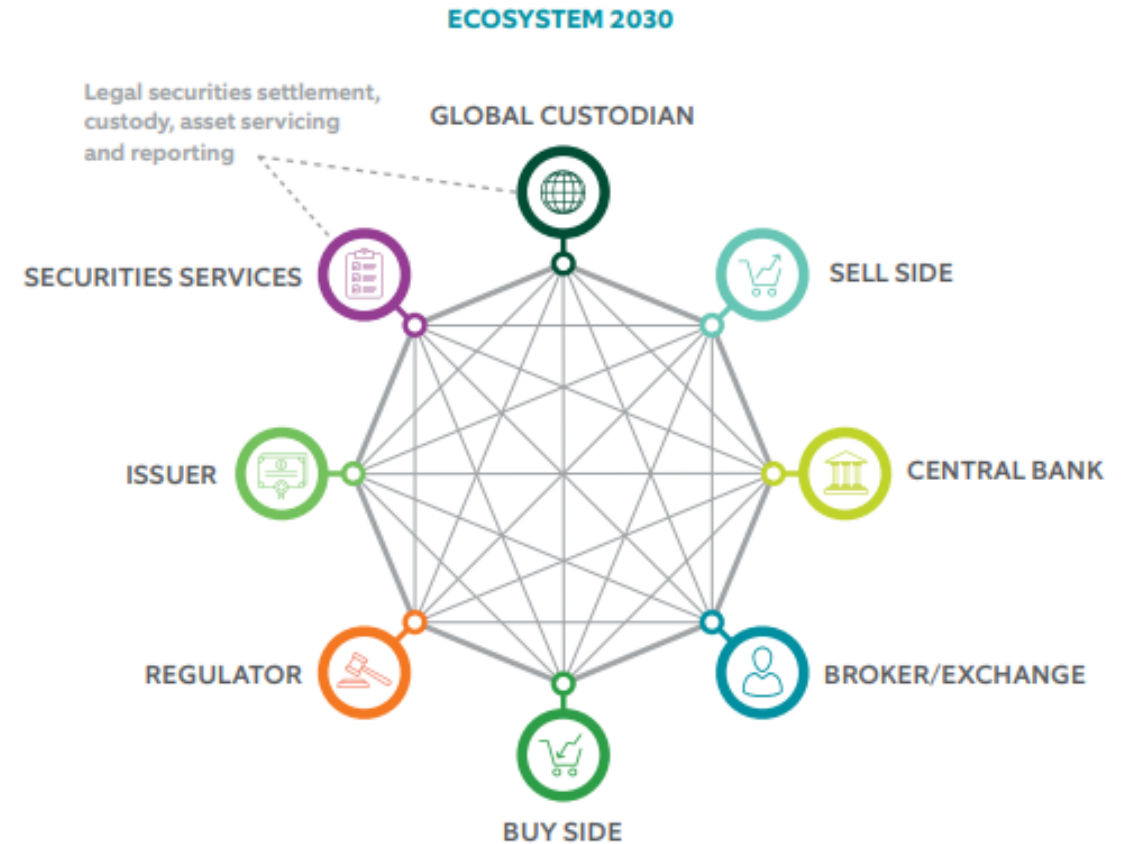 ECOSYSTEM 2030
Legal securities settlement,
custody, asset servicing
and reporting
GLOBAL CUSTODIAN
SECURITIES SERVICES
SELL SIDE
ISSUER
CENTRAL BANK
REGULATOR
BROKER/EXCHANGE
BUY SIDE